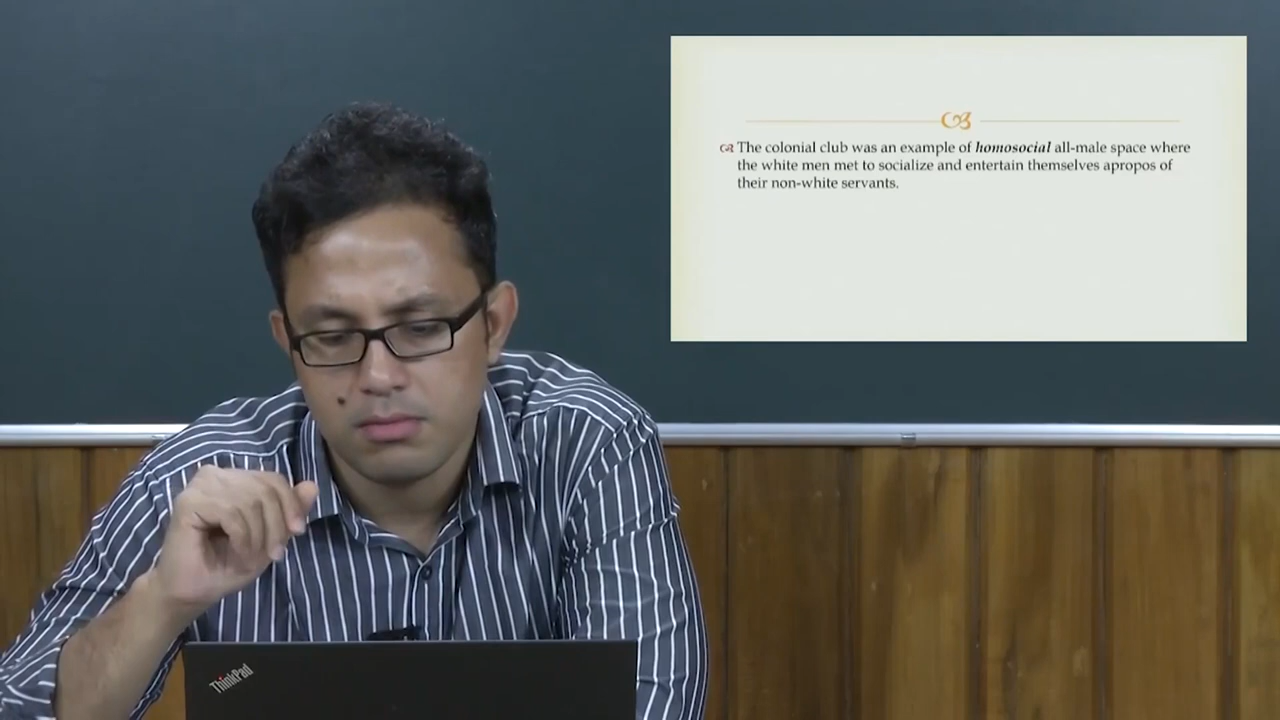 The colonial club was an example of homosocial all-male space where
the white men met to socialize and entertain themselves apropos of
their non-white servants.
ThinkPad